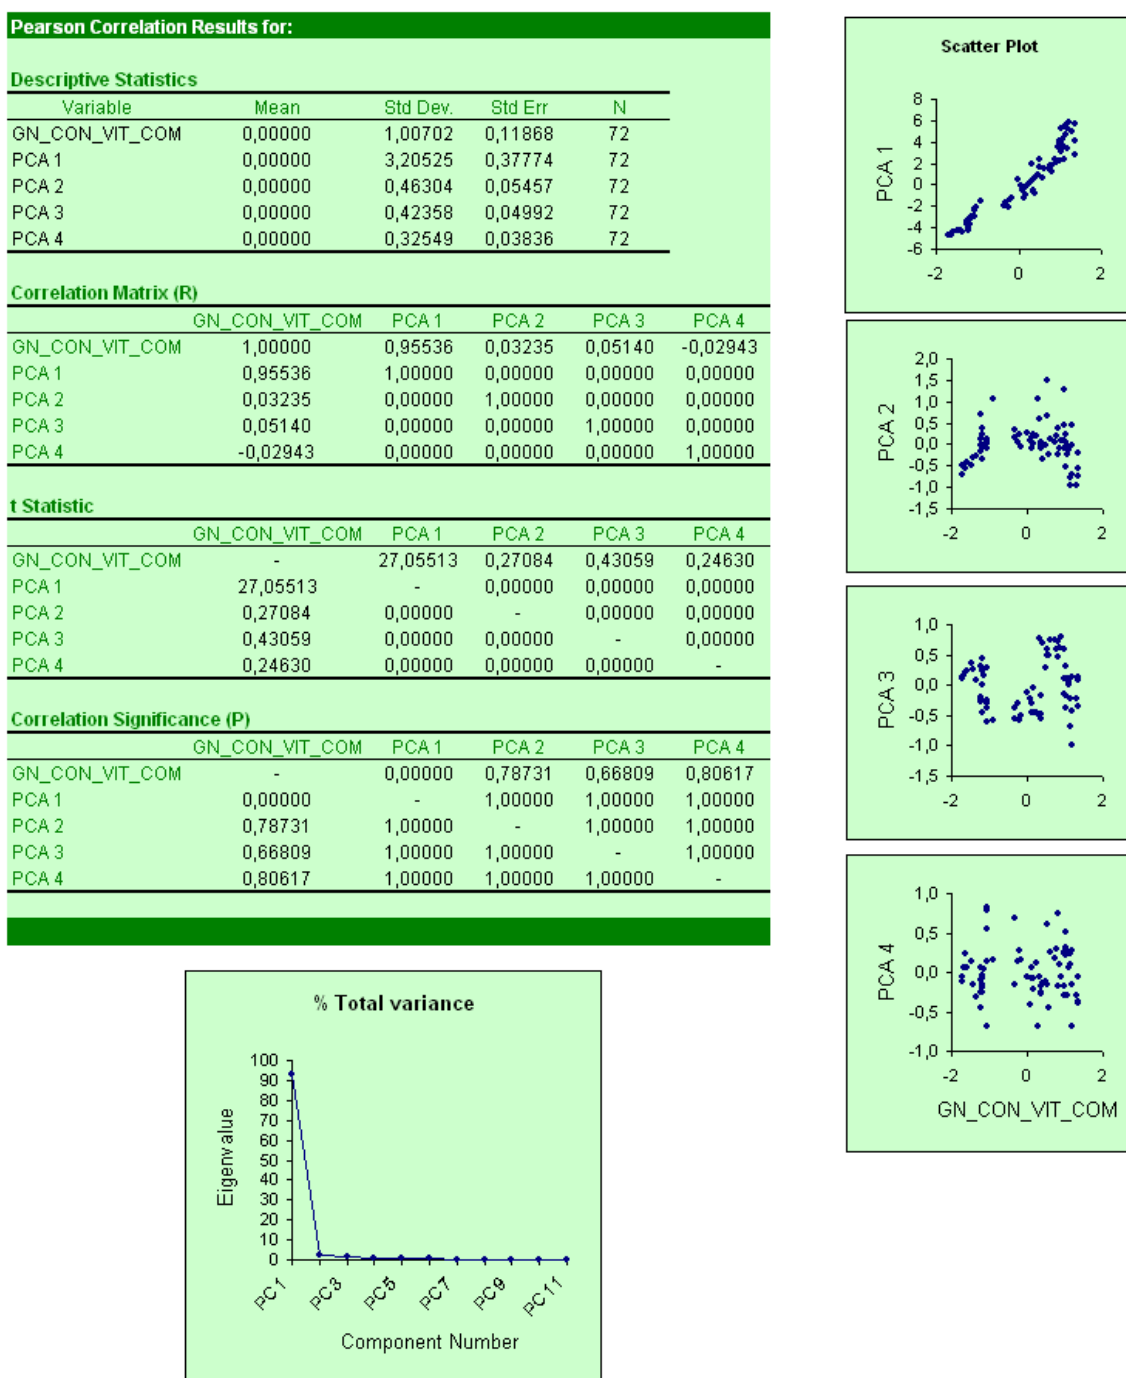 Pearson Correlation Results for:
Descriptive Statistics
Variable Mean Std Dev. Std Err N
GN_CON_VIT_COM 0,00000 1,00702 0,11868 72
PCA 1 0,00000 3,20525 0,37774 72
PCA 2 0,00000 0,46304 0,05457 72
PCA 3 0,00000 0,42358 0,04992 72
PCA 4 0,00000 0,32549 0,03836 72
Correlation Matrix (R)
GN_CON_VIT_COM PCA 1 PCA 2 PCA 3 PCA 4
GN_CON_VIT_COM 1,00000 0,95536 0,03235 0,05140 -0,02943
PCA 1 0,95536 1,00000 0,00000 0,00000 0,00000
PCA 2 0,03235 0,00000 1,00000 0,00000 0,00000
PCA 3 0,05140 0,00000 0,00000 1,00000 0,00000
PCA 4 -0,02943 0,00000 0,00000 0,00000 1,00000
t Statistic
GN_CON_VIT_COM PCA 1 PCA 2 PCA 3 PCA 4
GN_CON_VIT_COM - 27,05513 0,27084 0,43059 0,24630
PCA 1 27,05513 - 0,00000 0,00000 0,00000
PCA 2 0,27084 0,00000 - 0,00000 0,00000
PCA 3 0,43059 0,00000 0,00000 - 0,00000
PCA 4 0,24630 0,00000 0,00000 0,00000 -
Correlation Significance (P)
GN_CON_VIT_COM PCA 1 PCA 2 PCA 3 PCA 4
GN_CON_VIT_COM - 0,00000 0,78731 0,66809 0,80617
PCA 1 0,00000 - 1,00000 1,00000 1,00000
PCA 2 0,78731 1,00000 - 1,00000 1,00000
PCA 3 0,66809 1,00000 1,00000 - 1,00000
PCA 4 0,80617 1,00000 1,00000 1,00000 -
% Total variance
Eigenvalue
100
90
80
70
60
50
40
30
20
10
0
PC1 PC3 PC5 PC7 PC9 PC11
Component Number
Scatter Plot
PCA 1
8
6
4
2
0
-2
-4
-6
-2 0 2
PCA 2
2,0
1,5
1,0
0,5
0,0
-0,5
-1,0
-1,5
-2 0 2
PCA 3
1,0
0,5
0,0
-0,5
-1,0
-1,5
-2 0 2
PCA 4
1,0
0,5
0,0
-0,5
-1,0
-2 0 2
GN_CON_VIT_COM